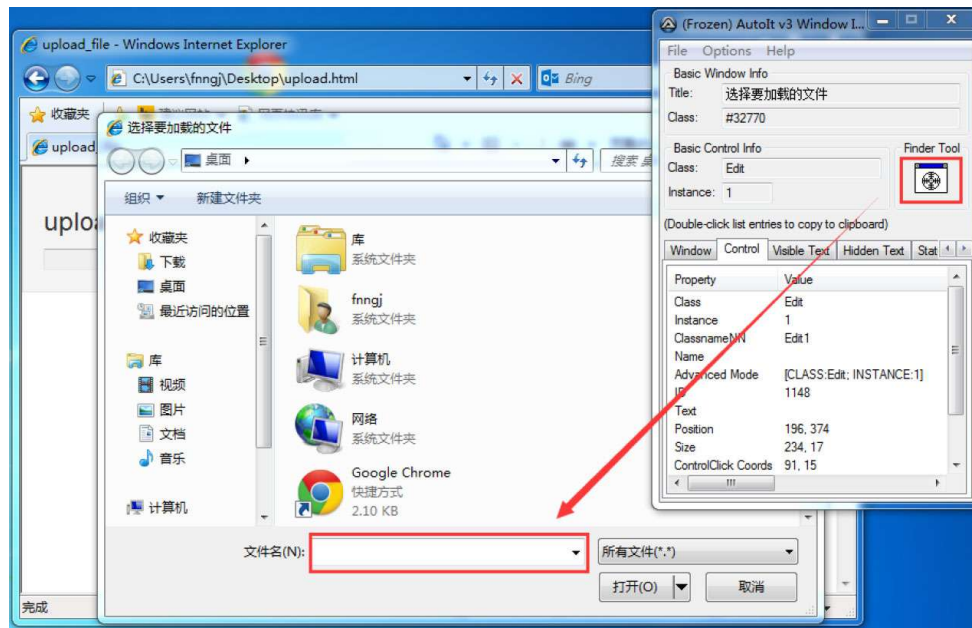 upload_file - Windows Internet Explorer
C:\Users\fnngj\Desktop\upload.html
Bing
收藏夹
upload
选择要加载的文件
桌面
组织 新建文件夹
收藏夹
下载
桌面
最近访问的位置
库
视频
图片
文档
音乐
计算机
库
系统文件夹
fnngj
系统文件夹
计算机
系统文件夹
网络
系统文件夹
Google Chrome
快捷方式
2.10 KB
文件名(N):
所有文件(*.*)
打开(O) 取消
完成
(Frozen) AutoIt v3 Window I...
File Options Help
Basic Window Info
Title: 选择要加载的文件
Class: #32770
Basic Control Info
Finder Tool
Class: Edit
Instance: 1
(Double-click list entries to copy to clipboard)
Window Control Visible Text Hidden Text Stat
Property Value
Class Edit
Instance 1
ClassnameNN Edit1
Name
Advanced Mode [CLASS:Edit; INSTANCE:1]
ID 1148
Text
Position 196, 374
Size 234, 17
ControlClick Coords 91, 15